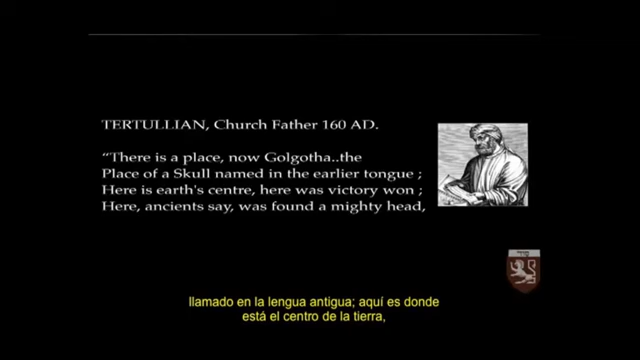 TERTULLIAN, Church Father 160 AD.
“There is a place, now Golgotha..the
Place of a Skull named in the earlier tongue ;
Here is earth's centre, here was victory won ;
Here, ancients say, was found a mighty head,
llamado en la lengua antigua; aquí es donde
está el centro de la tierra,